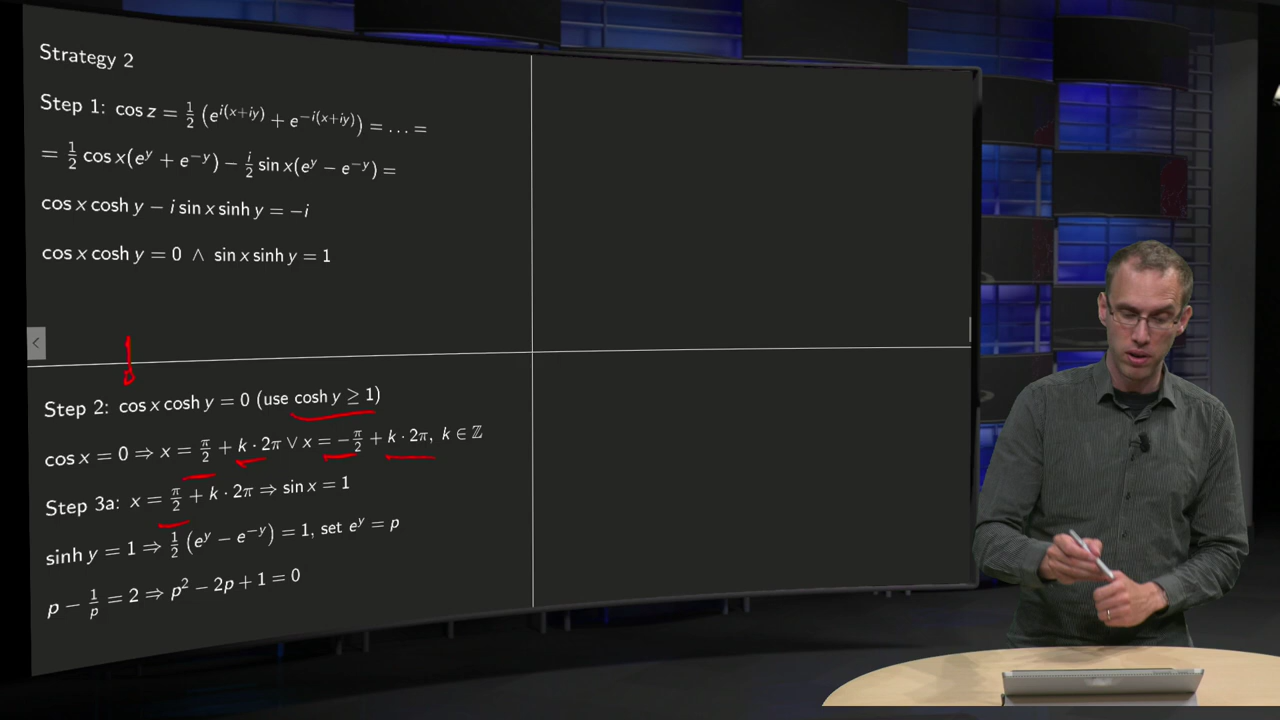 Strategy 2
Step 1: cos z = ½ (e^{i(x+iy)} + e^{−i(x+iy)}) = … =
= ½ cos x(e^y + e^{−y}) − i/2 sin x(e^y − e^{−y}) =
cos x cosh y − i sin x sinh y = −i
cos x cosh y = 0 ∧ sin x sinh y = 1
Step 2: cos x cosh y = 0 (use cosh y ≥ 1)
cos x = 0 ⇒ x = π/2 + k · 2π ∨ x = −π/2 + k · 2π, k ∈ ℤ
Step 3a: x = π/2 + k · 2π ⇒ sin x = 1
sinh y = 1 ⇒ ½ (e^y − e^{−y}) = 1, set e^y = p
p − 1/p = 2 ⇒ p² − 2p + 1 = 0